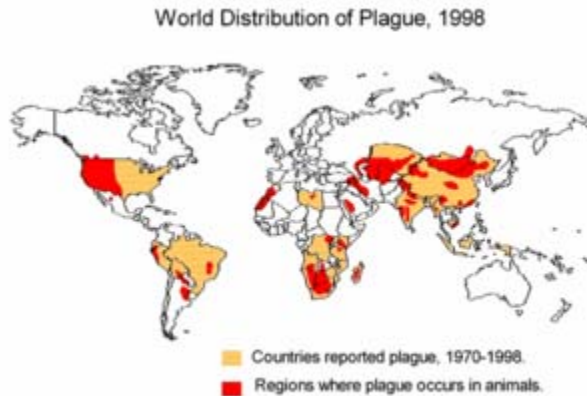 World Distribution of Plague, 1998
Countries reported plague, 1970-1998.
Regions where plague occurs in animals.